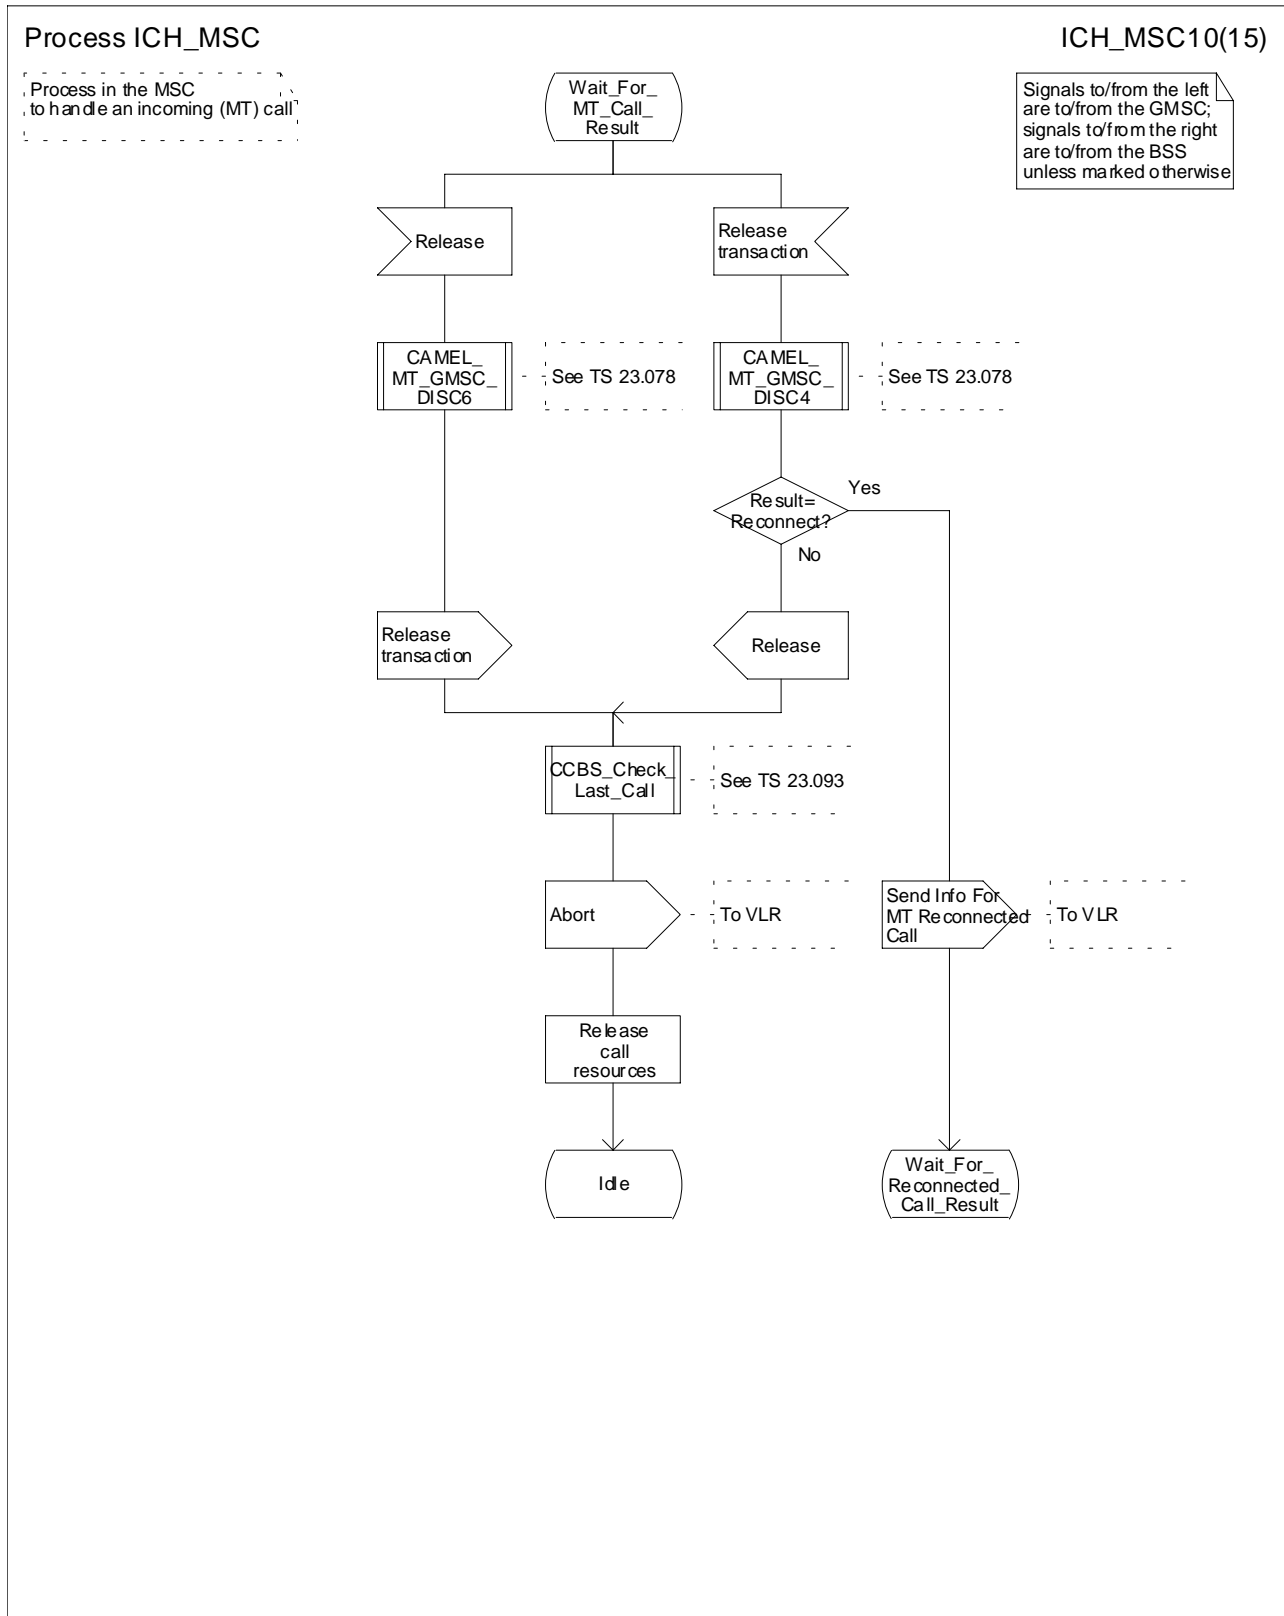 Process ICH_MSC
ICH_MSC10(15)
Process in the MSC
to handle an incoming (MT) call
Wait_For_
MT_Call_
Result
Signals to/from the left
are to/from the GMSC;
signals to/from the right
are to/from the BSS
unless marked otherwise
Release
Release
transaction
CAMEL_
MT_GMSC_
DISC6
See TS 23.078
CAMEL_
MT_GMSC_
DISC4
See TS 23.078
Result=
Reconnect?
Yes
No
Release
transaction
Release
CCBS_Check_
Last_Call
See TS 23.093
Abort
To VLR
Send Info For
MT Reconnected
Call
To VLR
Release
call
resources
Idle
Wait_For_
Reconnected_
Call_Result